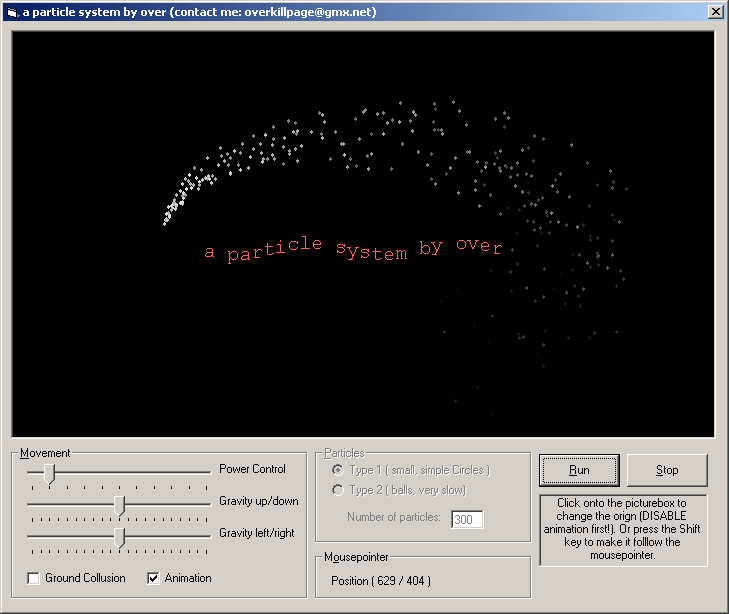 a particle system by over (contact me: overkillpage@gmx.net)
a particle system by over
Movement
Power Control
Gravity up/down
Gravity left/right
Ground Collusion
Animation
Particles
Type 1 ( small, simple Circles )
Type 2 ( balls, very slow)
Number of particles:
300
Mousepointer
Position ( 629 / 404 )
Run
Stop
Click onto the picturebox to
change the orign (DISABLE
animation first!). Or press the Shift
key to make it folllow the
mousepointer.